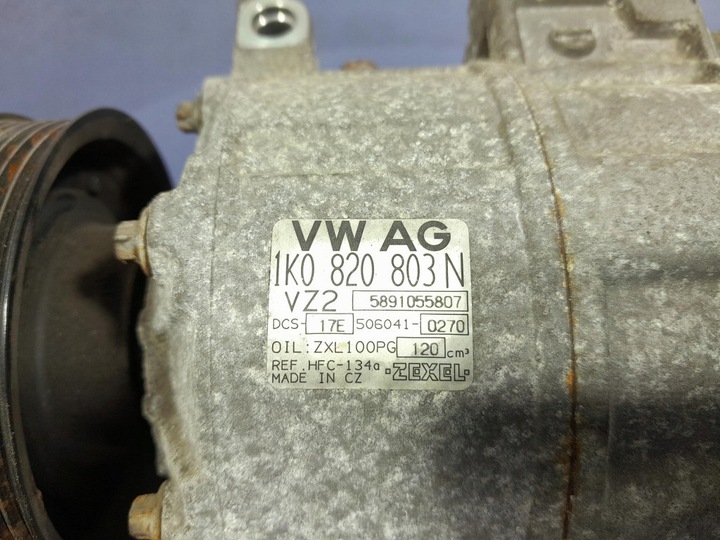 VW AG
1K0 820 803 N
VZ2 5891055807
DCS-17E 506041-0270
OIL:ZXL100PG 120 cm³
REF. HFC-134a
MADE IN CZ ·ZEXEL·